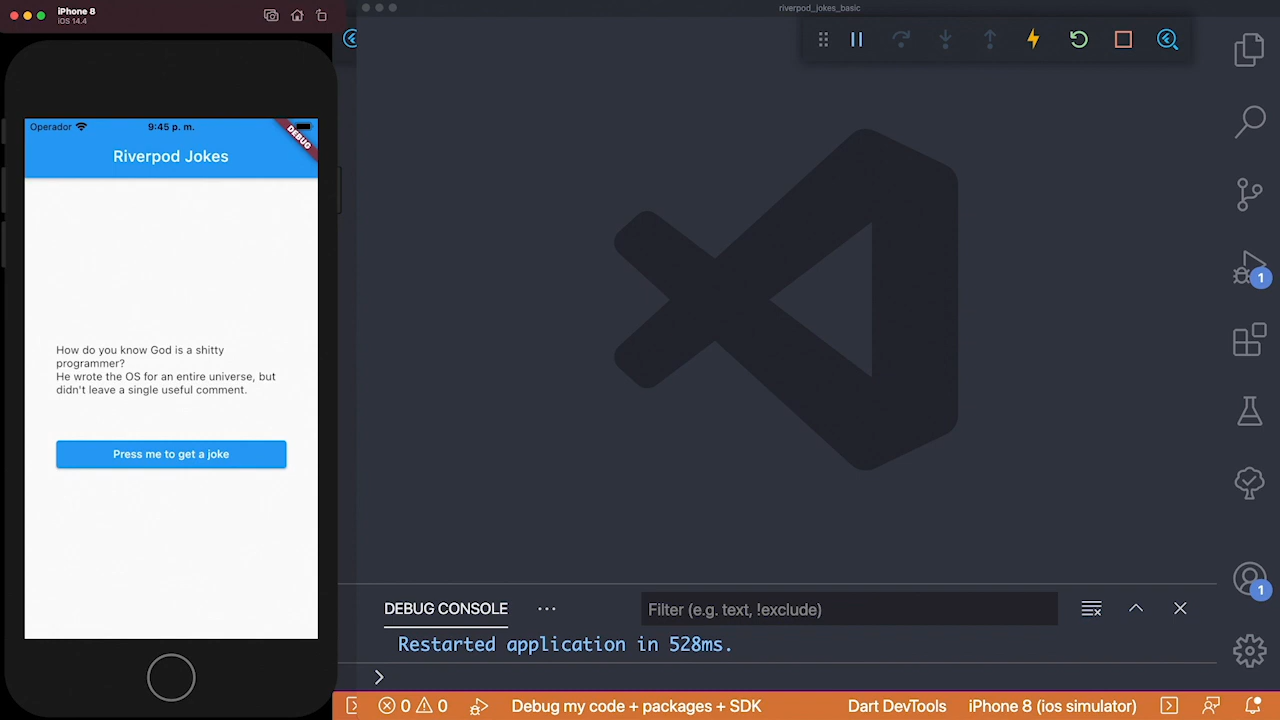 iPhone 8
iOS 14.4
Operador
9:45 p. m.
DEBUG
Riverpod Jokes
How do you know God is a shitty
programmer?
He wrote the OS for an entire universe, but
didn't leave a single useful comment.
Press me to get a joke
riverpod_jokes_basic
1
1
DEBUG CONSOLE
Filter (e.g. text, !exclude)
Restarted application in 528ms.
0 0 Debug my code + packages + SDK Dart DevTools iPhone 8 (ios simulator)